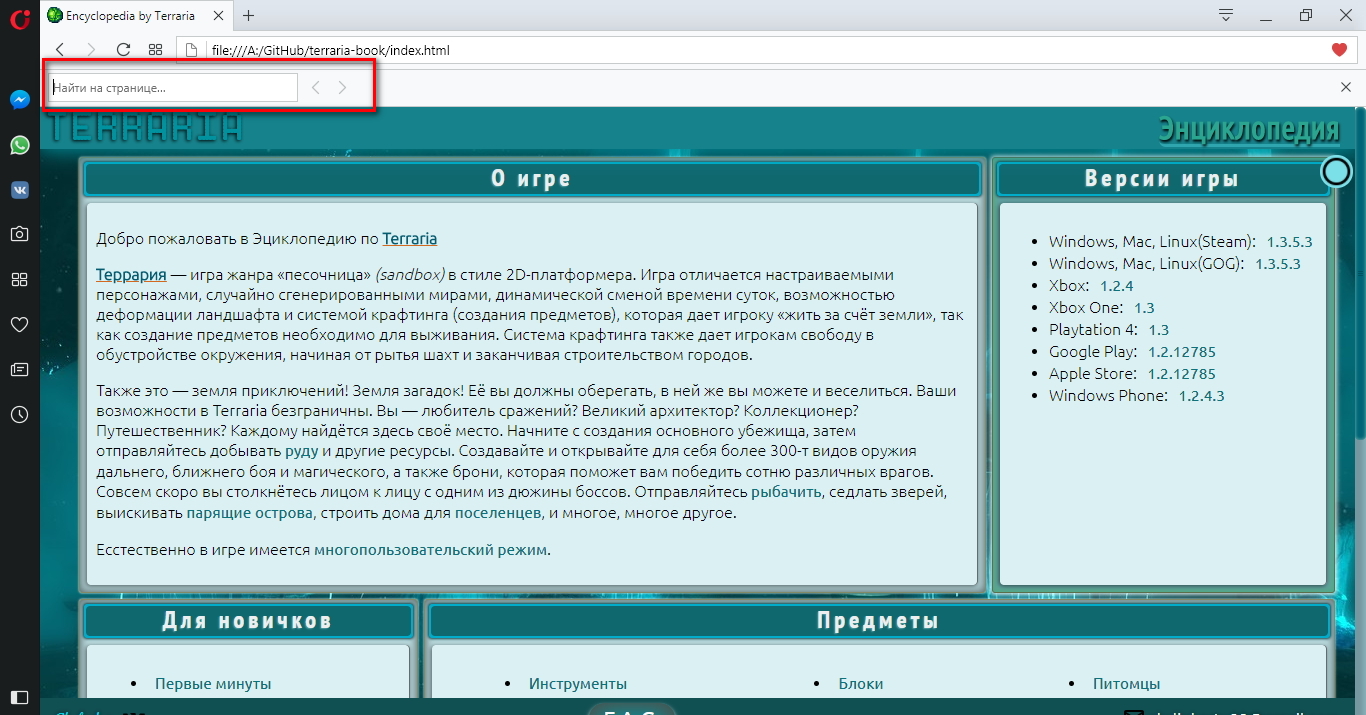 Encyclopedia by Terraria
file:///A:/GitHub/terraria-book/index.html
Найти на странице...
TERRARIA
Энциклопедия
О игре
Добро пожаловать в Эциклопедию по Terraria
Террария — игра жанра «песочница» (sandbox) в стиле 2D-платформера. Игра отличается настраиваемыми
персонажами, случайно сгенерированными мирами, динамической сменой времени суток, возможностью
деформации ландшафта и системой крафтинга (создания предметов), которая дает игроку «жить за счёт земли», так
как создание предметов необходимо для выживания. Система крафтинга также дает игрокам свободу в
обустройстве окружения, начиная от рытья шахт и заканчивая строительством городов.
Также это — земля приключений! Земля загадок! Её вы должны оберегать, в ней же вы можете и веселиться. Ваши
возможности в Terraria безграничны. Вы — любитель сражений? Великий архитектор? Коллекционер?
Путешественник? Каждому найдётся здесь своё место. Начните с создания основного убежища, затем
отправляйтесь добывать руду и другие ресурсы. Создавайте и открывайте для себя более 300-т видов оружия
дальнего, ближнего боя и магического, а также брони, которая поможет вам победить сотню различных врагов.
Совсем скоро вы столкнётесь лицом к лицу с одним из дюжины боссов. Отправляйтесь рыбачить, седлать зверей,
выискивать парящие острова, строить дома для поселенцев, и многое, многое другое.
Есстественно в игре имеется многопользовательский режим.
Версии игры
Windows, Mac, Linux(Steam): 1.3.5.3
Windows, Mac, Linux(GOG): 1.3.5.3
Xbox: 1.2.4
Xbox One: 1.3
Playtation 4: 1.3
Google Play: 1.2.12785
Apple Store: 1.2.12785
Windows Phone: 1.2.4.3
Для новичков
Первые минуты
Предметы
Инструменты
Блоки
Питомцы